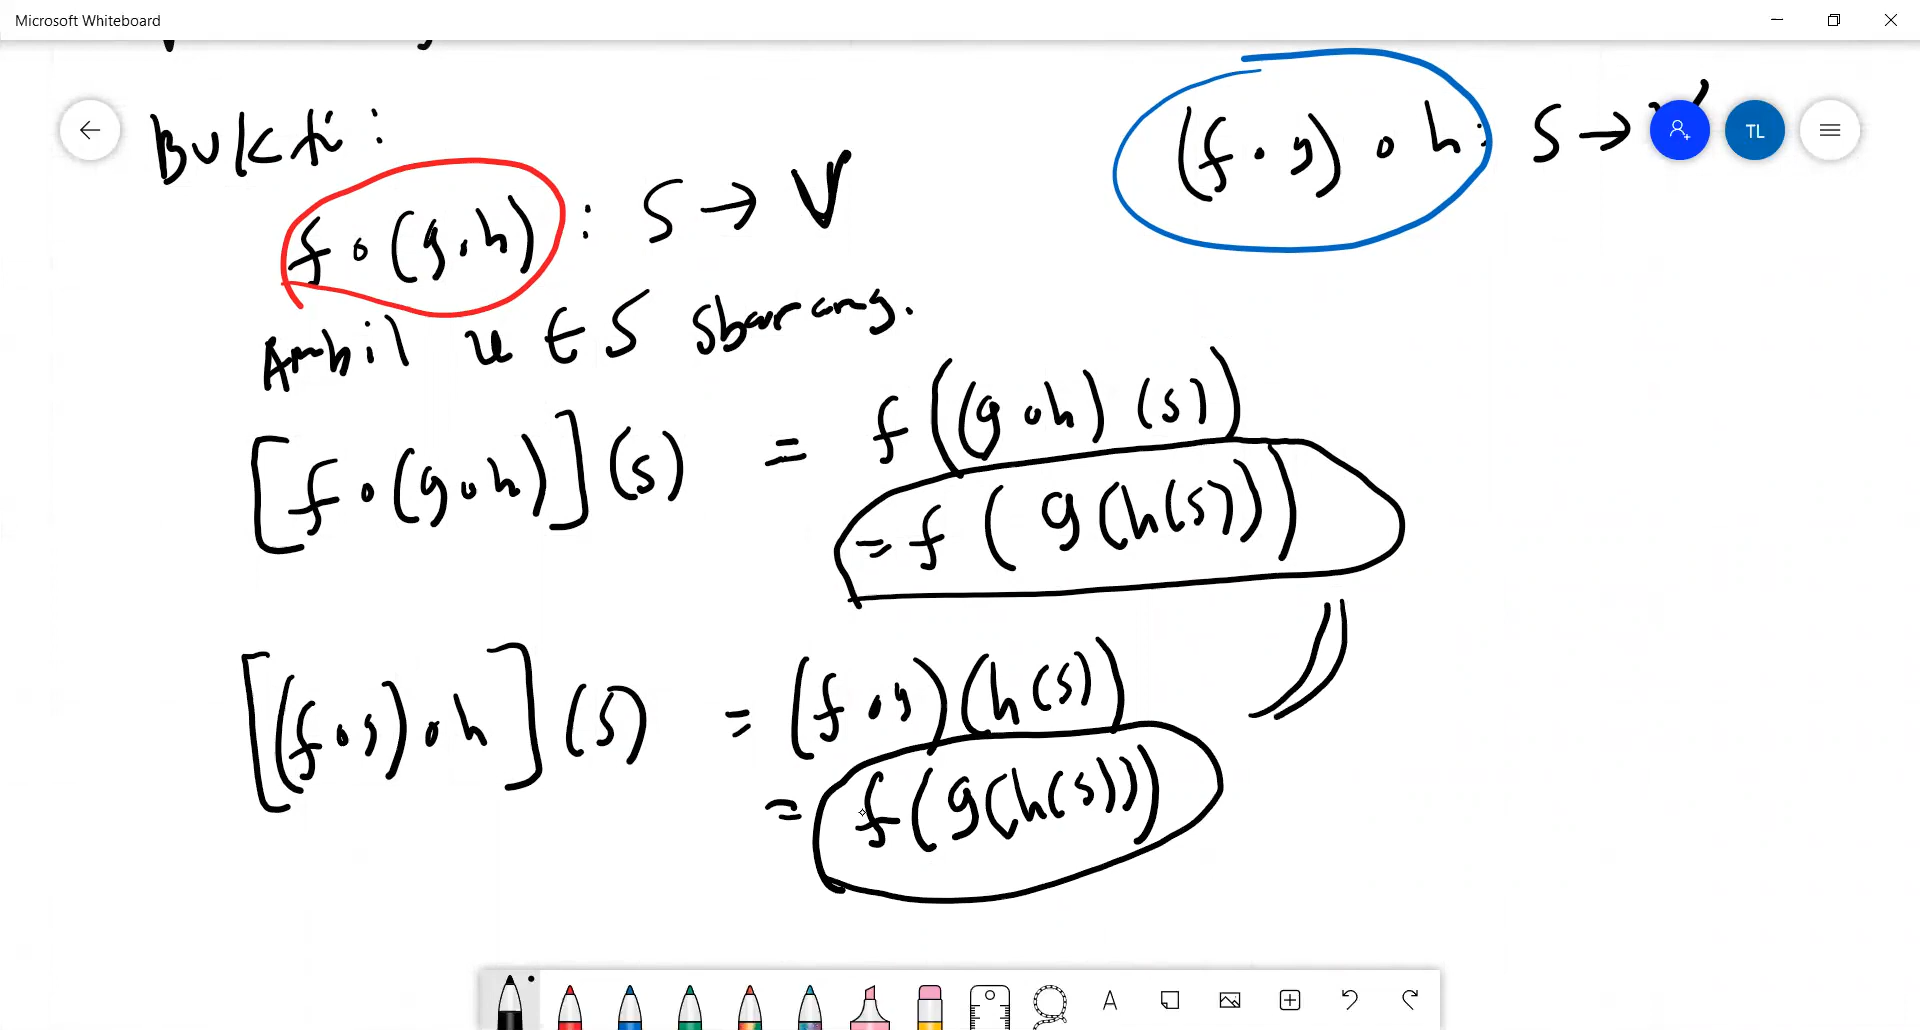 Microsoft Whiteboard
Bukti :
(f ∘ g) ∘ h : S →
TL
f ∘ (g ∘ h) : S → V
Ambil u ∈ S sbarang.
[f ∘ (g ∘ h)](s) = f((g ∘ h)(s))
= f(g(h(s)))
[(f ∘ g) ∘ h](s) = (f ∘ g)(h(s))
= f(g(h(s)))
A